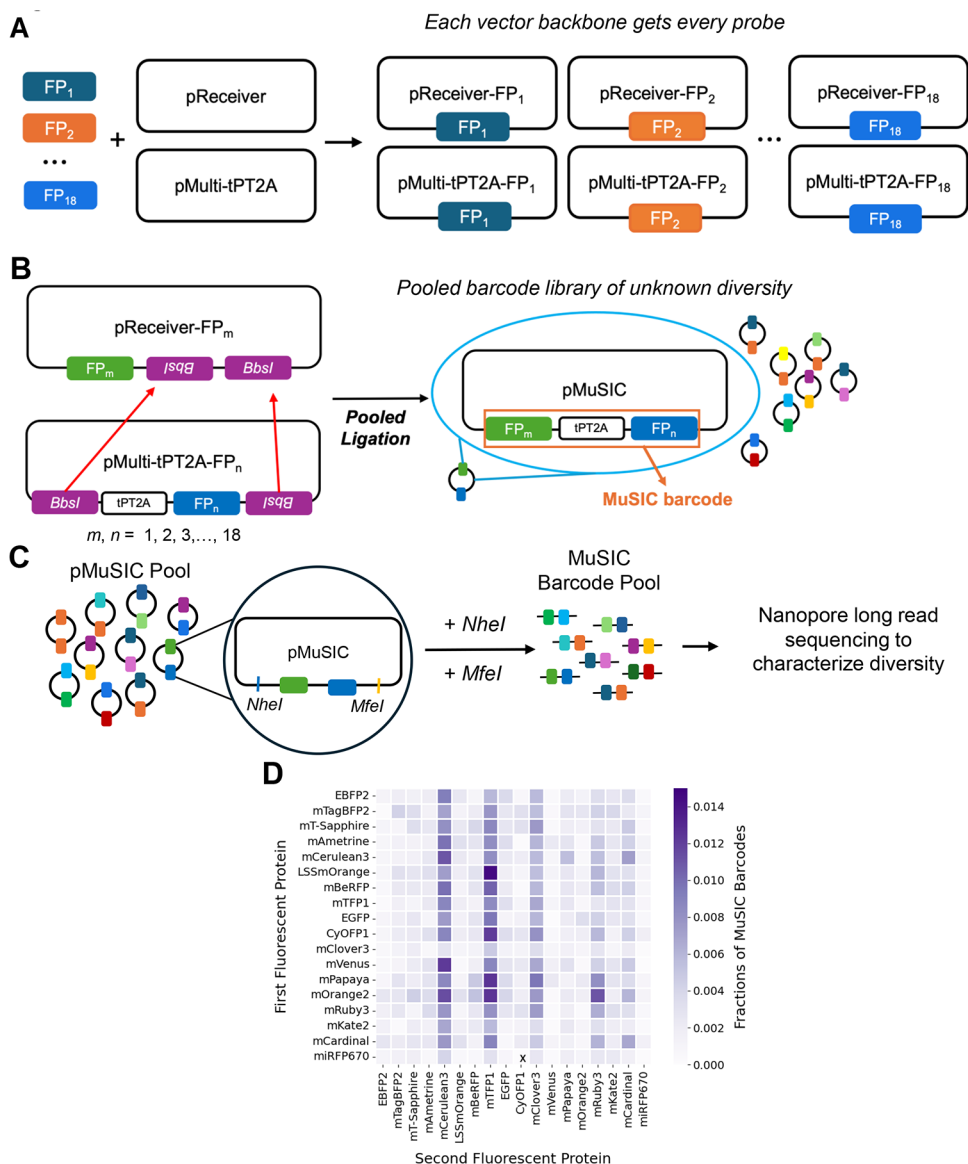 A
Each vector backbone gets every probe
FP1
FP2
...
FP18
+
pReceiver
pMulti-tPT2A
pReceiver-FP1
FP1
pMulti-tPT2A-FP1
FP1
pReceiver-FP2
FP2
pMulti-tPT2A-FP2
FP2
...
pReceiver-FP18
FP18
pMulti-tPT2A-FP18
FP18
B
Pooled barcode library of unknown diversity
pReceiver-FPm
FPm
BbsI
BbsI
pMulti-tPT2A-FPn
BbsI
tPT2A
FPn
BbsI
m, n = 1, 2, 3,…, 18
Pooled
Ligation
pMuSIC
FPm
tPT2A
FPn
MuSIC barcode
C
pMuSIC Pool
pMuSIC
NheI
MfeI
+ NheI
+ MfeI
MuSIC
Barcode Pool
Nanopore long read
sequencing to
characterize diversity
D
First Fluorescent Protein
EBFP2
mTagBFP2
mT-Sapphire
mAmetrine
mCerulean3
LSSmOrange
mBeRFP
mTFP1
EGFP
CyOFP1
mClover3
mVenus
mPapaya
mOrange2
mRuby3
mKate2
mCardinal
miRFP670
x
EBFP2
mTagBFP2
mT-Sapphire
mAmetrine
mCerulean3
LSSmOrange
mBeRFP
mTFP1
EGFP
CyOFP1
mClover3
mVenus
mPapaya
mOrange2
mRuby3
mKate2
mCardinal
miRFP670
Second Fluorescent Protein
0.014
0.012
0.010
0.008
0.006
0.004
0.002
0.000
Fractions of MuSIC Barcodes